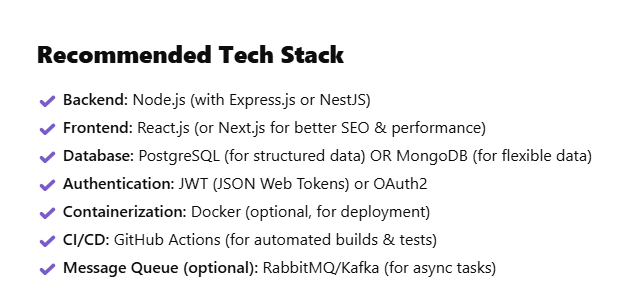 Recommended Tech Stack
Backend: Node.js (with Express.js or NestJS)
Frontend: React.js (or Next.js for better SEO & performance)
Database: PostgreSQL (for structured data) OR MongoDB (for flexible data)
Authentication: JWT (JSON Web Tokens) or OAuth2
Containerization: Docker (optional, for deployment)
CI/CD: GitHub Actions (for automated builds & tests)
Message Queue (optional): RabbitMQ/Kafka (for async tasks)